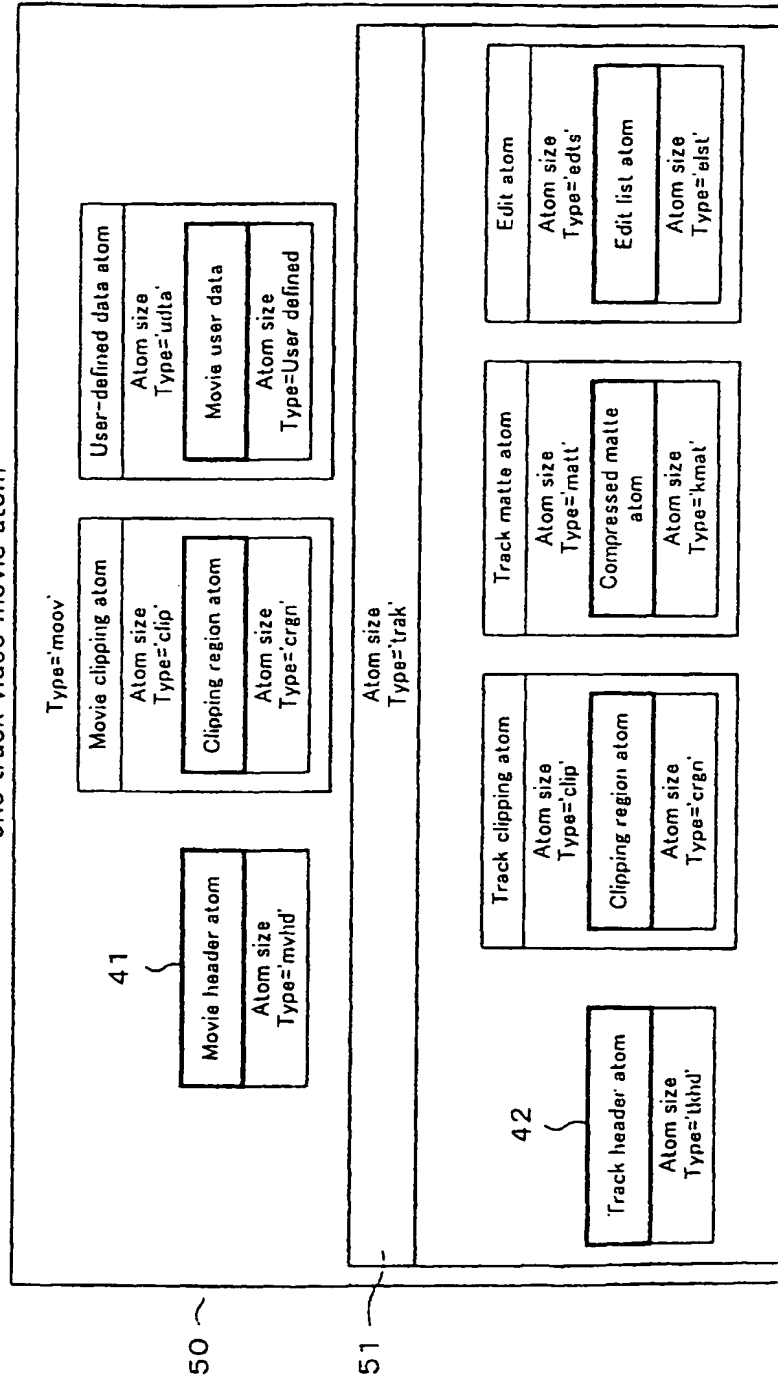 one track video movie atom
Type='moov'
50
41
Movie header atom
Atom size
Type='mvhd'
Movie clipping atom
Atom size
Type='clip'
Clipping region atom
Atom size
Type='crgn'
User-defined data atom
Atom size
Type='udta'
Movie user data
Atom size
Type=User defined
51
Atom size
Type='trak'
42
Track header atom
Atom size
Type='tkhd'
Track clipping atom
Atom size
Type='clip'
Clipping region atom
Atom size
Type='crgn'
Track matte atom
Atom size
Type='matt'
Compressed matte
atom
Atom size
Type='kmat'
Edit atom
Atom size
Type='edts'
Edit list atom
Atom size
Type='elst'